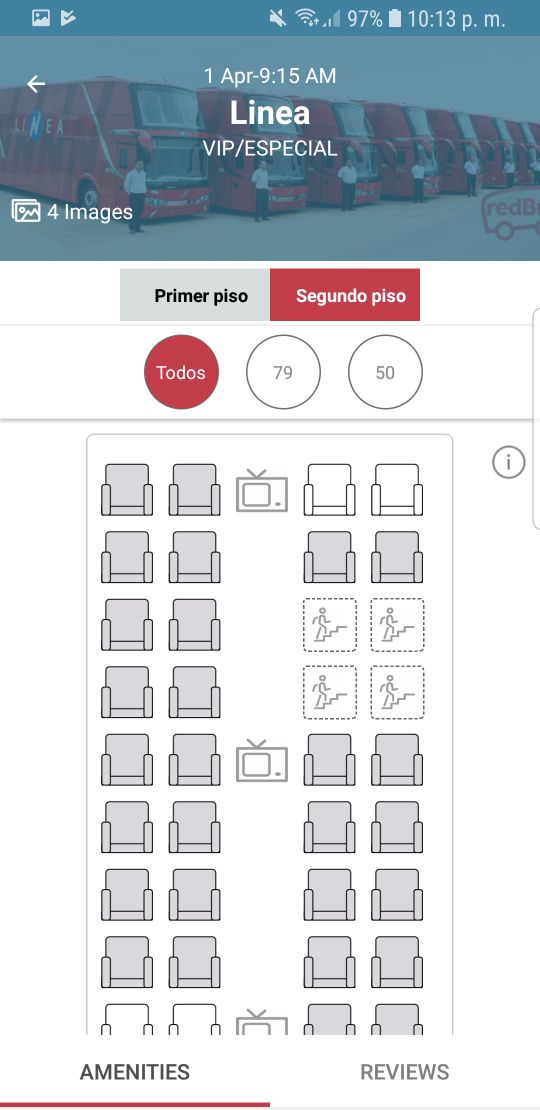 97% 10:13 p. m.
1 Apr-9:15 AM
Linea
VIP/ESPECIAL
LINEA
4 Images
redB
Primer piso Segundo piso
Todos 79 50
i
AMENITIES REVIEWS